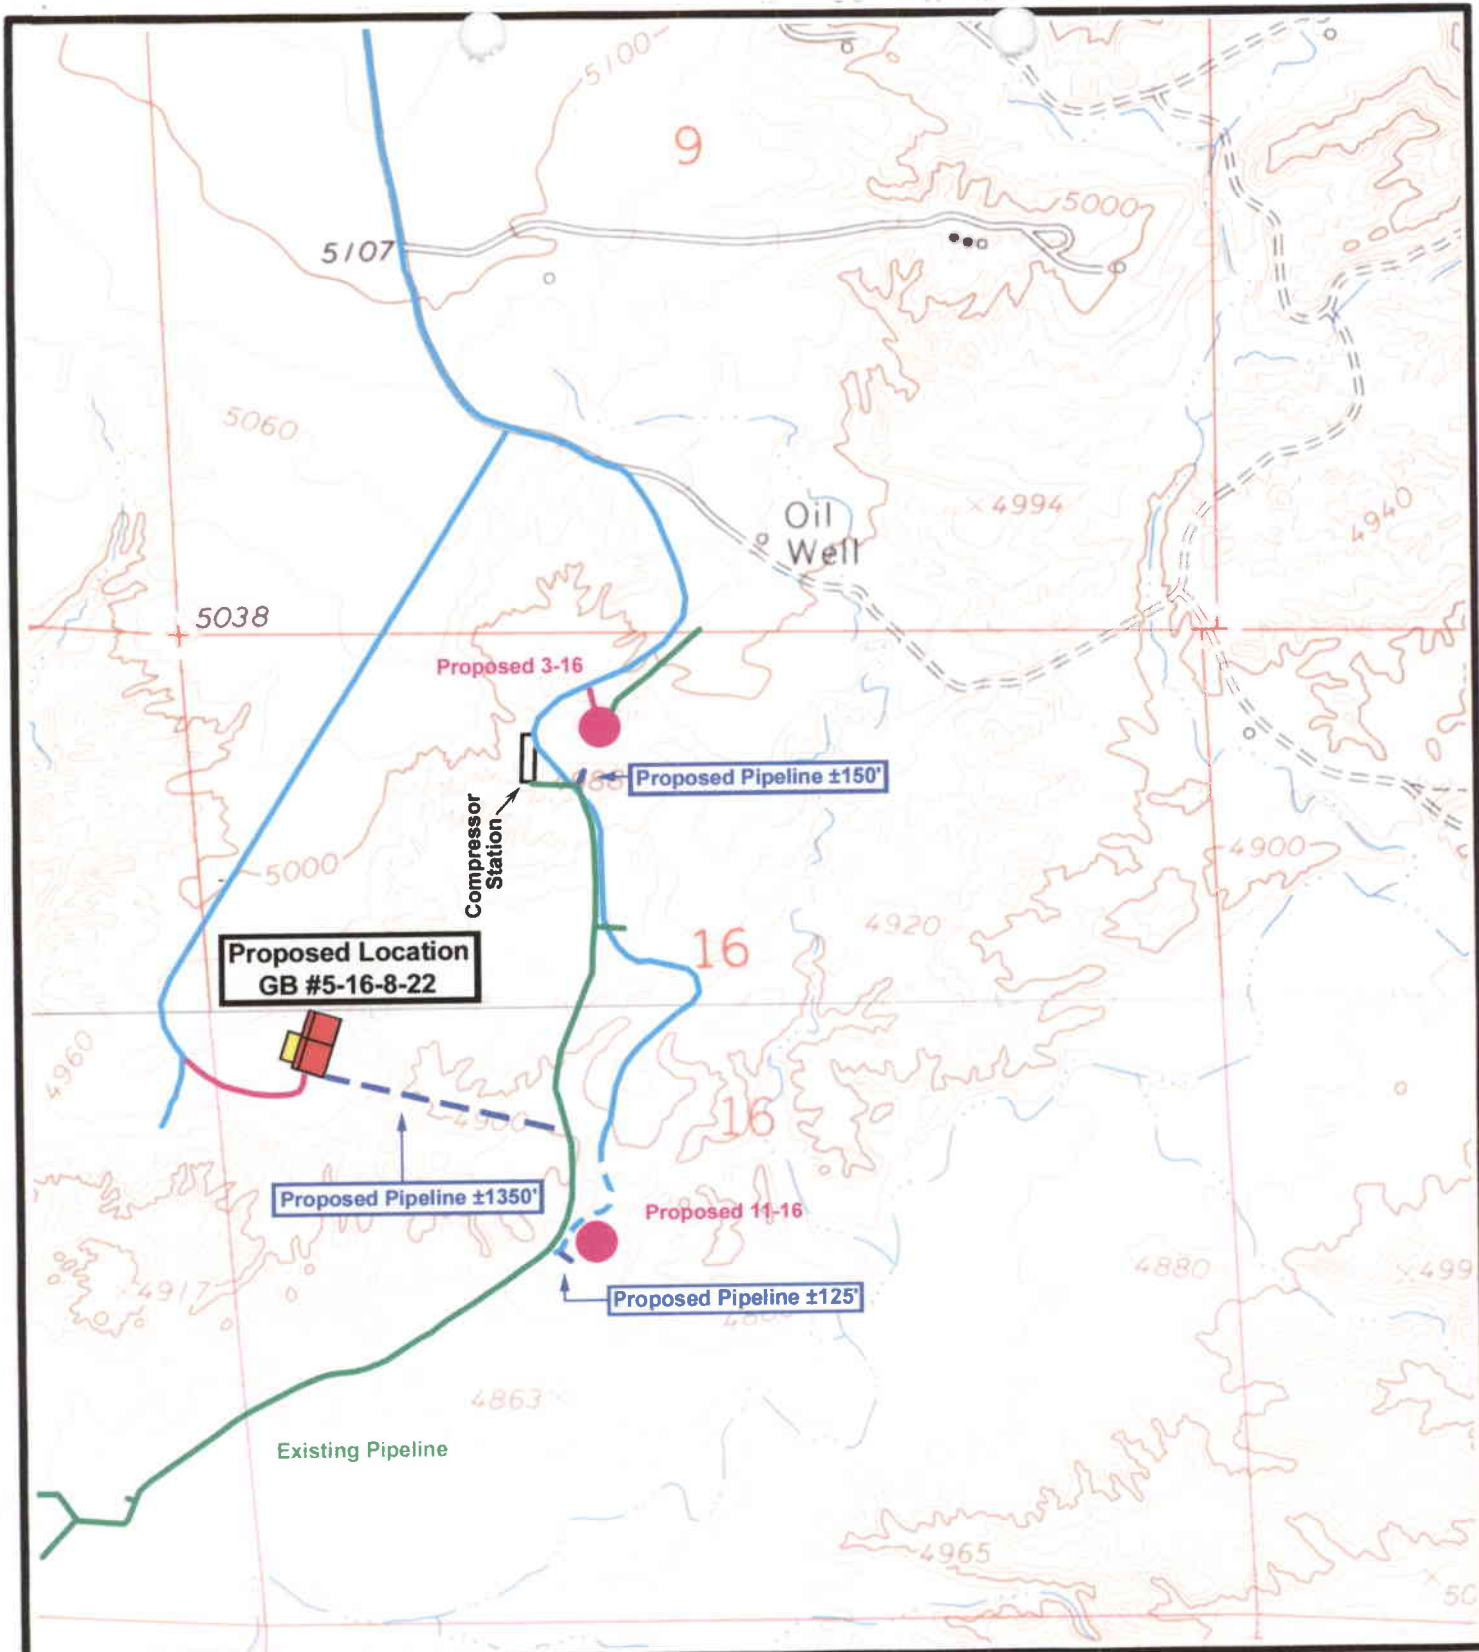 5100
9
5000
5107
5060
Oil
Well
4994
4940
5038
Proposed 3-16
Proposed Pipeline ±150'
Compressor
Station
5000
4900
4920
16
Proposed Location
GB #5-16-8-22
4960
4900
16
Proposed Pipeline ±1350'
Proposed 11-16
4917
4880
Proposed Pipeline ±125'
4863
Existing Pipeline
4965